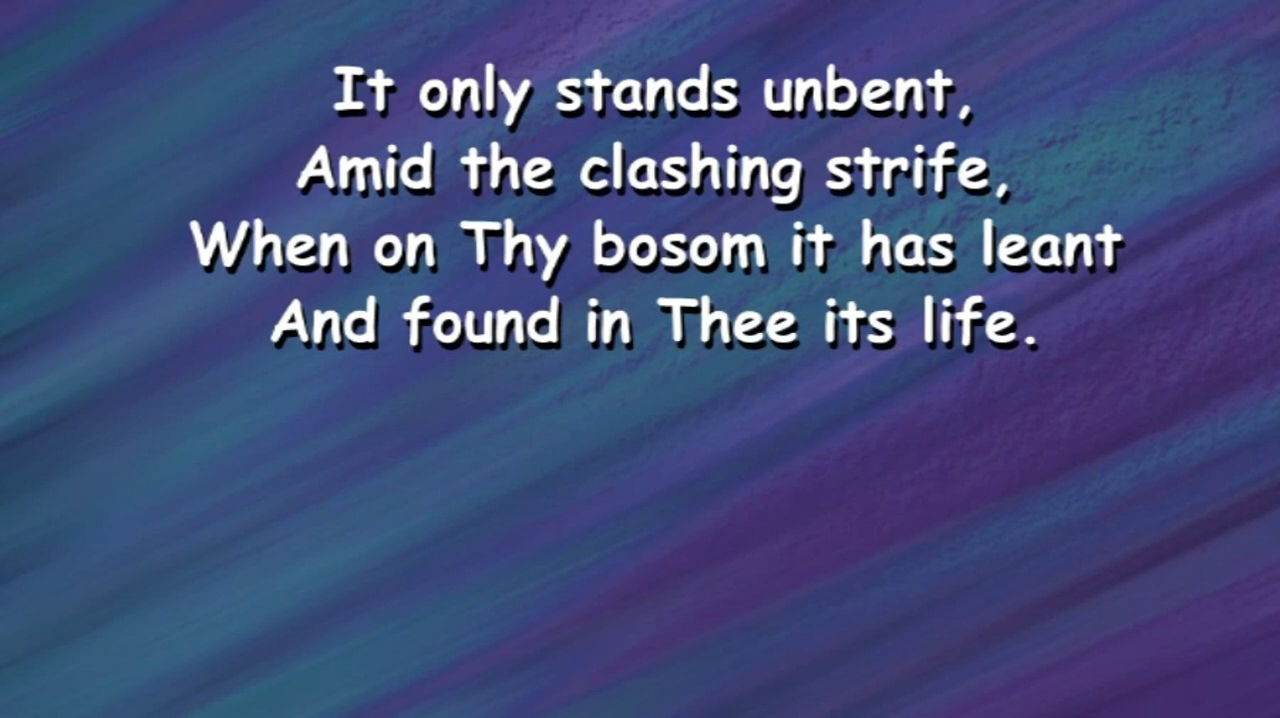 It only stands unbent,
Amid the clashing strife,
When on Thy bosom it has leant
And found in Thee its life.